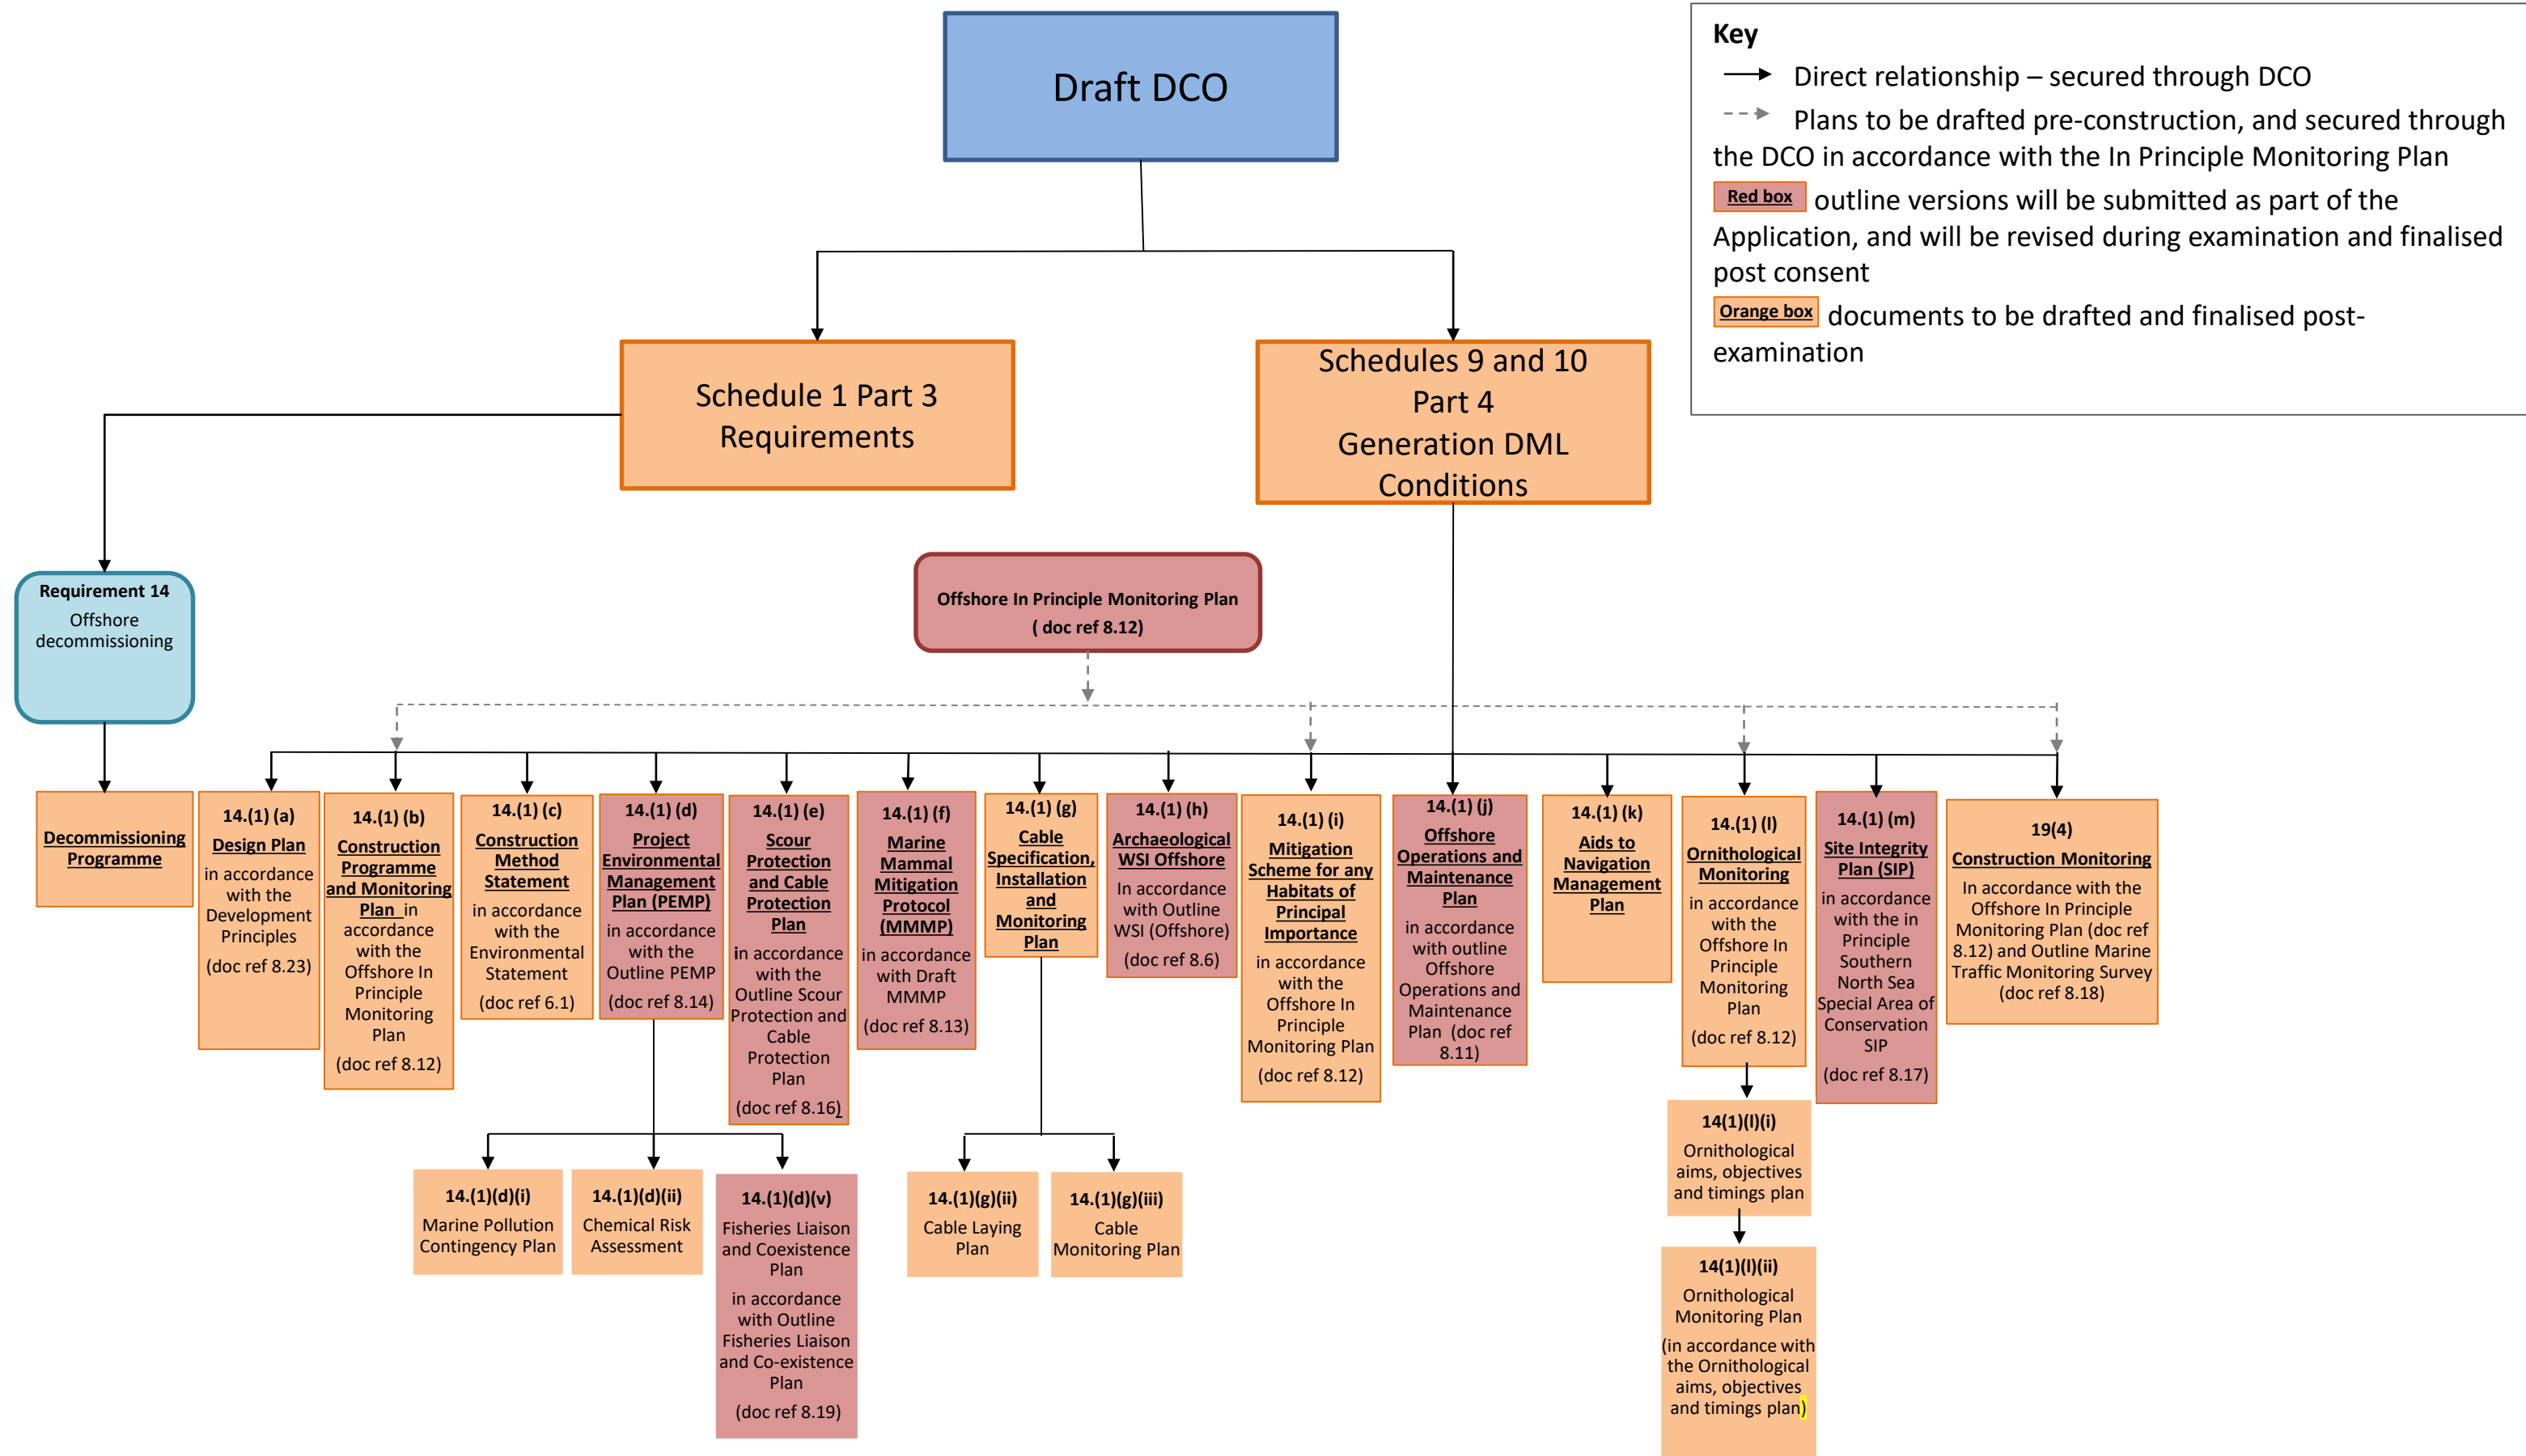 Draft DCO
Key
Direct relationship – secured through DCO
Plans to be drafted pre-construction, and secured through
the DCO in accordance with the In Principle Monitoring Plan
Red box outline versions will be submitted as part of the
Application, and will be revised during examination and finalised
post consent
Orange box documents to be drafted and finalised post-
examination
Schedule 1 Part 3
Requirements
Schedules 9 and 10
Part 4
Generation DML
Conditions
Requirement 14
Offshore
decommissioning
Offshore In Principle Monitoring Plan
( doc ref 8.12)
Decommissioning
Programme
14.(1) (a)
Design Plan
in accordance
with the
Development
Principles
(doc ref 8.23)
14.(1) (b)
Construction
Programme
and Monitoring
Plan in
accordance
with the
Offshore In
Principle
Monitoring
Plan
(doc ref 8.12)
14.(1) (c)
Construction
Method
Statement
in accordance
with the
Environmental
Statement
(doc ref 6.1)
14.(1) (d)
Project
Environmental
Management
Plan (PEMP)
in accordance
with the
Outline PEMP
(doc ref 8.14)
14.(1) (e)
Scour
Protection
and Cable
Protection
Plan
in accordance
with the
Outline Scour
Protection and
Cable
Protection
Plan
(doc ref 8.16)
14.(1) (f)
Marine
Mammal
Mitigation
Protocol
(MMMP)
in accordance
with Draft
MMMP
(doc ref 8.13)
14.(1) (g)
Cable
Specification,
Installation
and
Monitoring
Plan
14.(1) (h)
Archaeological
WSI Offshore
In accordance
with Outline
WSI (Offshore)
(doc ref 8.6)
14.(1) (i)
Mitigation
Scheme for any
Habitats of
Principal
Importance
in accordance
with the
Offshore In
Principle
Monitoring Plan
(doc ref 8.12)
14.(1) (j)
Offshore
Operations and
Maintenance
Plan
in accordance
with outline
Offshore
Operations and
Maintenance
Plan (doc ref
8.11)
14.(1) (k)
Aids to
Navigation
Management
Plan
14.(1) (l)
Ornithological
Monitoring
in accordance
with the
Offshore In
Principle
Monitoring
Plan
(doc ref 8.12)
14.(1) (m)
Site Integrity
Plan (SIP)
in accordance
with the in
Principle
Southern
North Sea
Special Area of
Conservation
SIP
(doc ref 8.17)
19(4)
Construction Monitoring
In accordance with the
Offshore In Principle
Monitoring Plan (doc ref
8.12) and Outline Marine
Traffic Monitoring Survey
(doc ref 8.18)
14.(1)(d)(i)
Marine Pollution
Contingency Plan
14.(1)(d)(ii)
Chemical Risk
Assessment
14.(1)(d)(v)
Fisheries Liaison
and Coexistence
Plan
in accordance
with Outline
Fisheries Liaison
and Co-existence
Plan
(doc ref 8.19)
14.(1)(g)(ii)
Cable Laying
Plan
14.(1)(g)(iii)
Cable
Monitoring Plan
14(1)(l)(i)
Ornithological
aims, objectives
and timings plan
14(1)(l)(ii)
Ornithological
Monitoring Plan
(in accordance with
the Ornithological
aims, objectives
and timings plan)